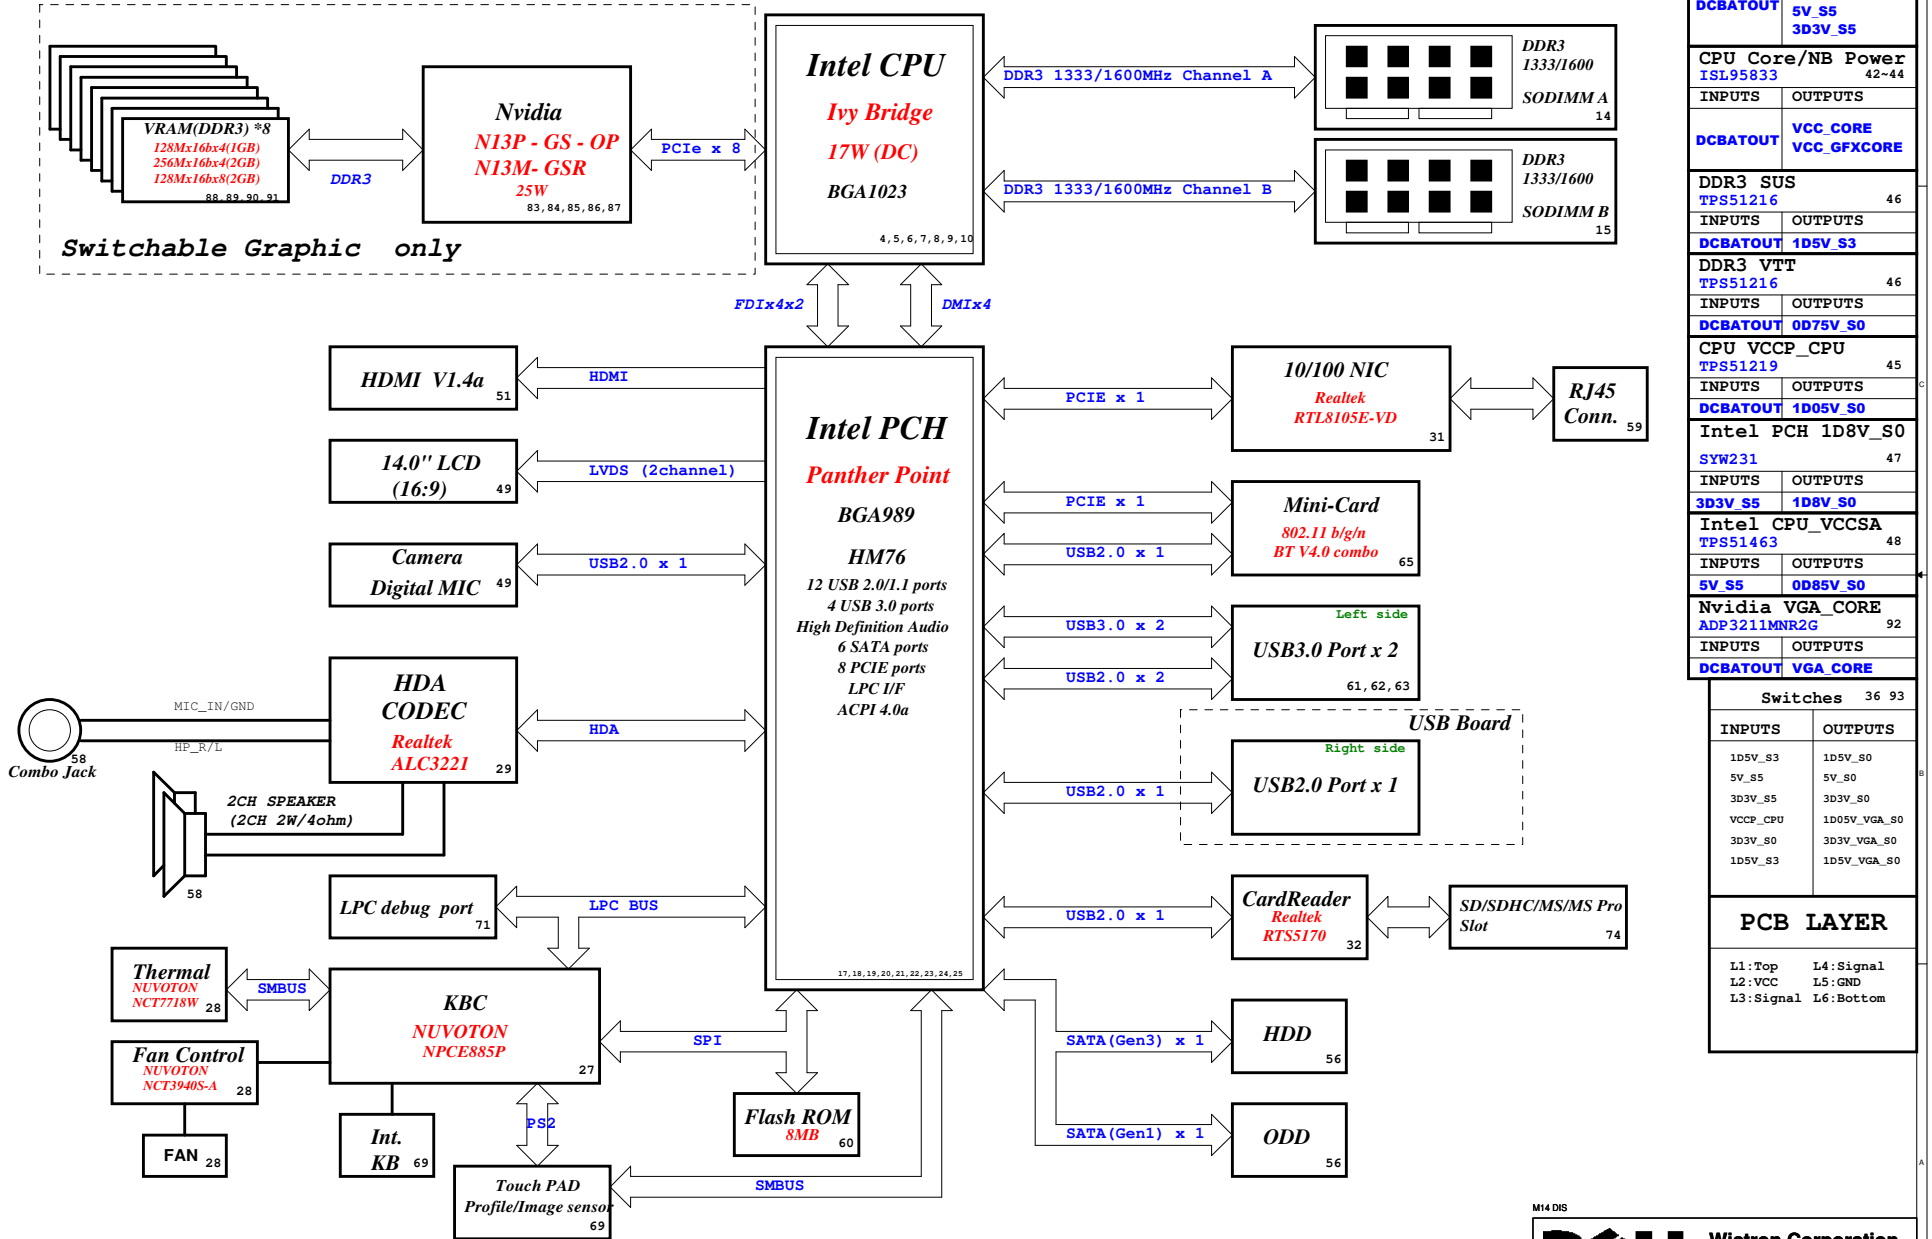 VRAM(DDR3) *8
128Mx16bx4(1GB)
256Mx16bx4(2GB)
128Mx16bx8(2GB)
88,89,90,91
DDR3
Nvidia
N13P - GS - OP
N13M- GSR
25W
83,84,85,86,87
Switchable Graphic only
PCIe x 8
Intel CPU
Ivy Bridge
17W (DC)
BGA1023
4,5,6,7,8,9,10
DDR3 1333/1600MHz Channel A
DDR3
1333/1600
SODIMM A
14
DDR3 1333/1600MHz Channel B
DDR3
1333/1600
SODIMM B
15
FDIx4x2
DMIx4
HDMI V1.4a
51
HDMI
14.0" LCD
(16:9)
49
LVDS (2channel)
Camera
Digital MIC
49
USB2.0 x 1
HDA
CODEC
Realtek
ALC3221
29
HDA
MIC_IN/GND
HP_R/L
58
Combo Jack
2CH SPEAKER
(2CH 2W/4ohm)
58
LPC debug port
71
LPC BUS
Thermal
NUVOTON
NCT7718W
28
SMBUS
KBC
NUVOTON
NPCE885P
27
Fan Control
NUVOTON
NCT3940S-A
28
FAN
28
Int.
KB
69
PS2
Touch PAD
Profile/Image sensor
69
SMBUS
SPI
Flash ROM
8MB
60
Intel PCH
Panther Point
BGA989
HM76
12 USB 2.0/1.1 ports
4 USB 3.0 ports
High Definition Audio
6 SATA ports
8 PCIE ports
LPC I/F
ACPI 4.0a
17,18,19,20,21,22,23,24,25
PCIE x 1
10/100 NIC
Realtek
RTL8105E-VD
31
RJ45
Conn.
59
PCIE x 1
USB2.0 x 1
Mini-Card
802.11 b/g/n
BT V4.0 combo
65
USB3.0 x 2
USB2.0 x 2
Left side
USB3.0 Port x 2
61,62,63
USB Board
USB2.0 x 1
Right side
USB2.0 Port x 1
USB2.0 x 1
CardReader
Realtek
RTS5170
32
SD/SDHC/MS/MS Pro
Slot
74
SATA(Gen3) x 1
HDD
56
SATA(Gen1) x 1
ODD
56
DCBATOUT
5V_S5
3D3V_S5
CPU Core/NB Power
ISL95833 42~44
INPUTS OUTPUTS
DCBATOUT
VCC_CORE
VCC_GFXCORE
DDR3 SUS
TPS51216 46
INPUTS OUTPUTS
DCBATOUT 1D5V_S3
DDR3 VTT
TPS51216 46
INPUTS OUTPUTS
DCBATOUT 0D75V_S0
CPU VCCP_CPU
TPS51219 45
INPUTS OUTPUTS
DCBATOUT 1D05V_S0
Intel PCH 1D8V_S0
SYW231 47
INPUTS OUTPUTS
3D3V_S5 1D8V_S0
Intel CPU_VCCSA
TPS51463 48
INPUTS OUTPUTS
5V_S5 0D85V_S0
Nvidia VGA_CORE
ADP3211MNR2G 92
INPUTS OUTPUTS
DCBATOUT VGA_CORE
Switches 36 93
INPUTS OUTPUTS
1D5V_S3 1D5V_S0
5V_S5 5V_S0
3D3V_S5 3D3V_S0
VCCP_CPU 1D05V_VGA_S0
3D3V_S0 3D3V_VGA_S0
1D5V_S3 1D5V_VGA_S0
PCB LAYER
L1:Top L4:Signal
L2:VCC L5:GND
L3:Signal L6:Bottom
C
B
A
M14 DIS
Wistron Corporation